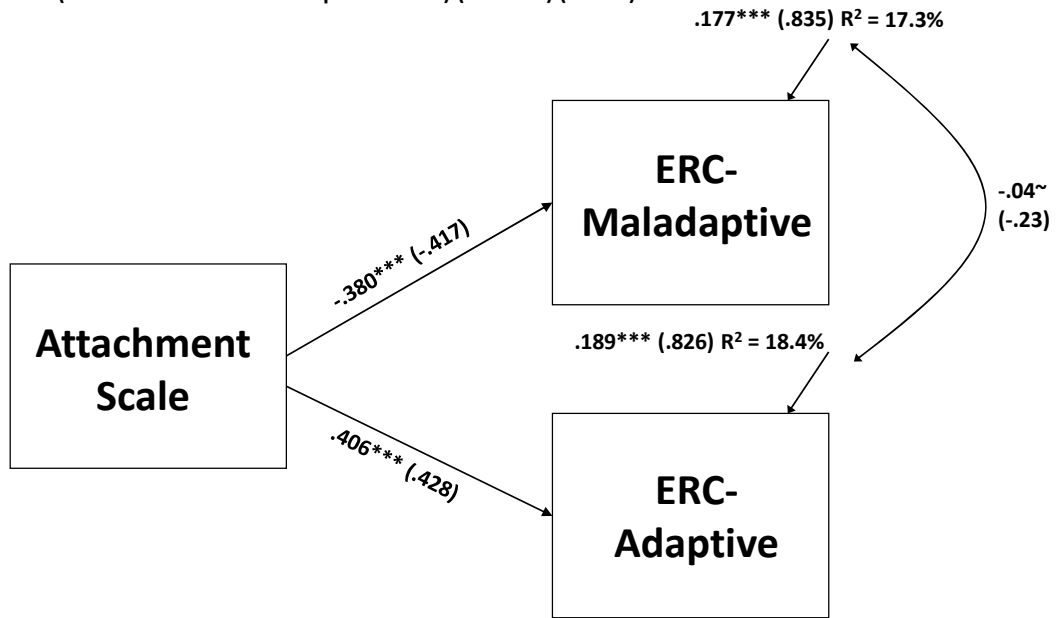 .177*** (.835) R² = 17.3%
ERC-
Maladaptive
-.04~
(-.23)
-.380*** (-.417)
.189*** (.826) R² = 18.4%
Attachment
Scale
.406*** (.428)
ERC-
Adaptive